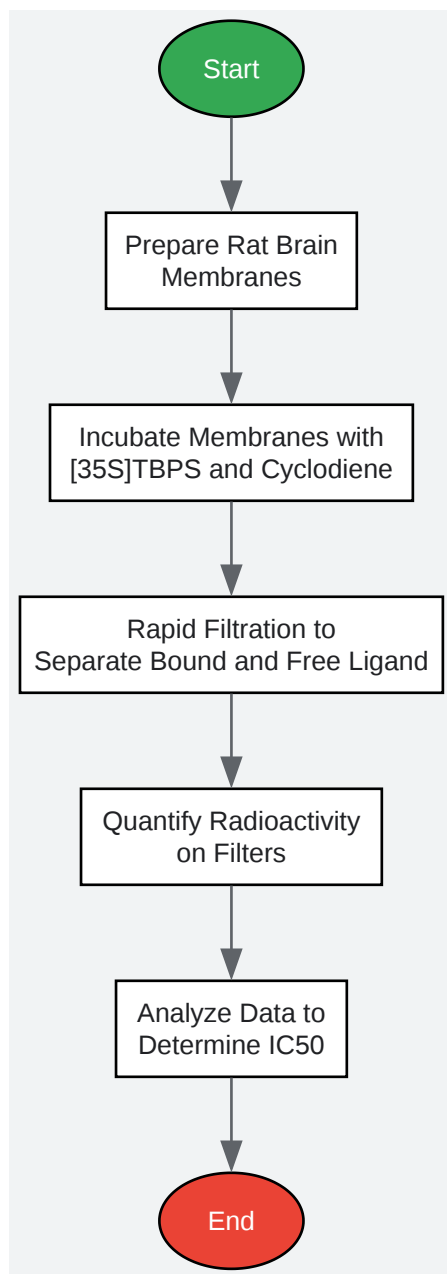 Start
Prepare Rat Brain
Membranes
Incubate Membranes with
[35S]TBPS and Cyclodiene
Rapid Filtration to
Separate Bound and Free Ligand
Quantify Radioactivity
on Filters
Analyze Data to
Determine IC50
End